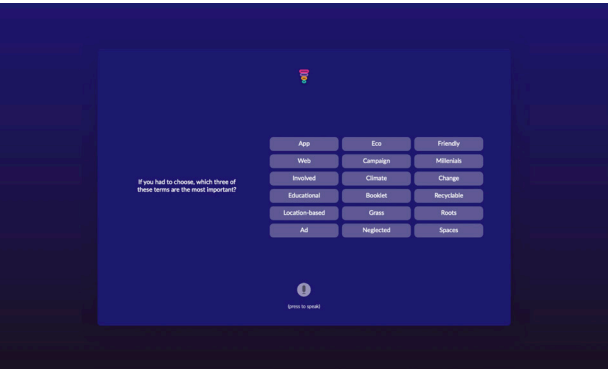 If you had to choose, which three of
these terms are the most important?
App
Eco
Friendly
Web
Campaign
Millenials
Involved
Climate
Change
Educational
Booklet
Recyclable
Location-based
Grass
Roots
Ad
Neglected
Spaces
(press to speak)